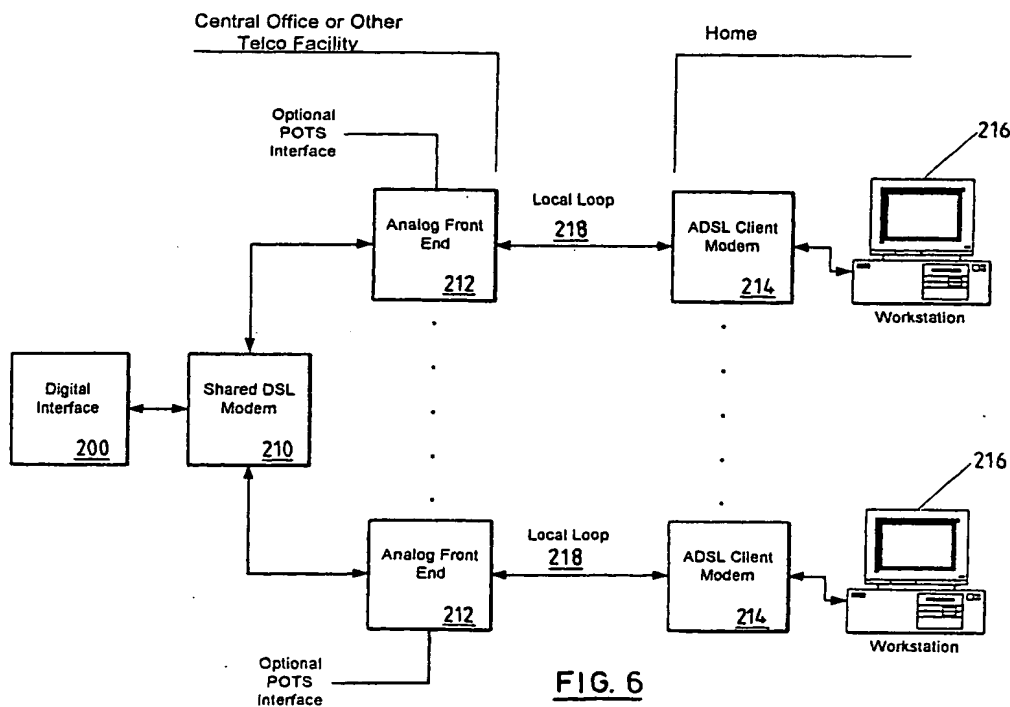 Central Office or Other
Telco Facility
Home
Optional
POTS
Interface
216
Analog Front
End
212
Local Loop
218
ADSL Client
Modem
214
Workstation
Digital
Interface
200
Shared DSL
Modem
210
216
Analog Front
End
212
Local Loop
218
ADSL Client
Modem
214
Workstation
Optional
POTS
Interface
FIG. 6